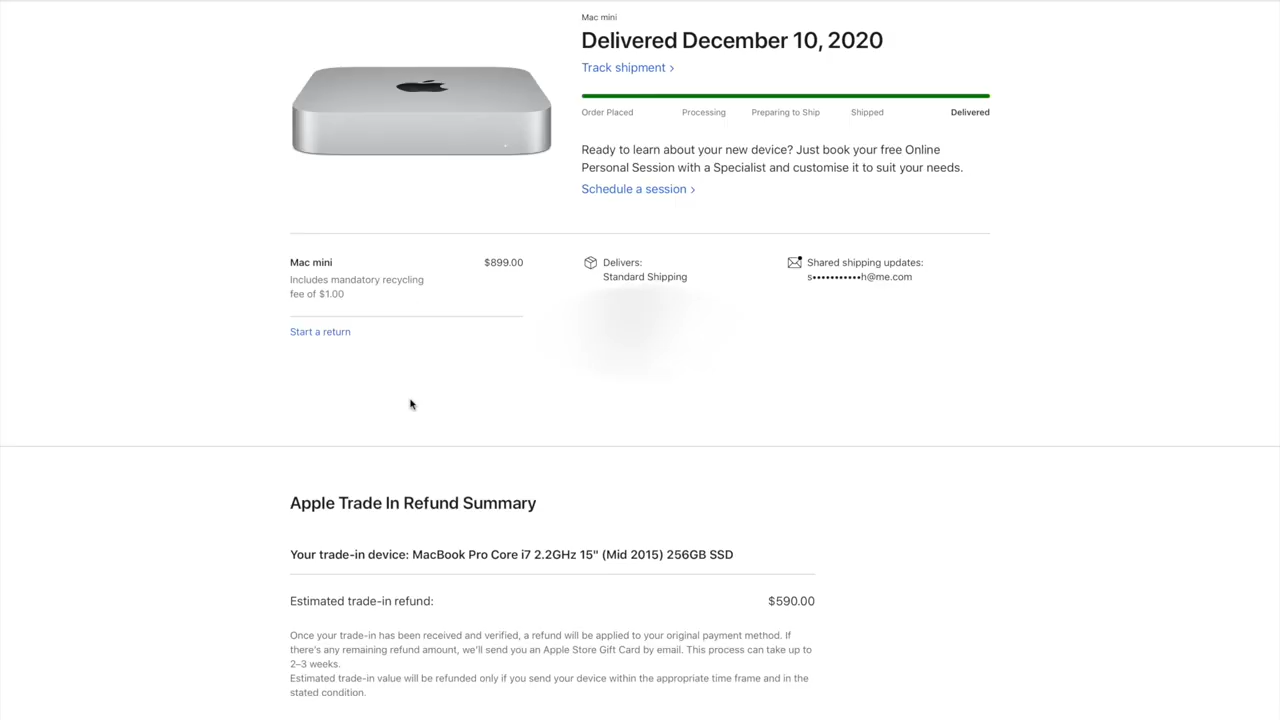 Mac mini
Delivered December 10, 2020
Track shipment >
Order Placed Processing Preparing to Ship Shipped Delivered
Ready to learn about your new device? Just book your free Online
Personal Session with a Specialist and customise it to suit your needs.
Schedule a session >
Mac mini $899.00
Includes mandatory recycling
fee of $1.00
Start a return
Delivers:
Standard Shipping
Shared shipping updates:
s•••••••••••h@me.com
Apple Trade In Refund Summary
Your trade-in device: MacBook Pro Core i7 2.2GHz 15" (Mid 2015) 256GB SSD
Estimated trade-in refund: $590.00
Once your trade-in has been received and verified, a refund will be applied to your original payment method. If
there’s any remaining refund amount, we’ll send you an Apple Store Gift Card by email. This process can take up to
2–3 weeks.
Estimated trade-in value will be refunded only if you send your device within the appropriate time frame and in the
stated condition.